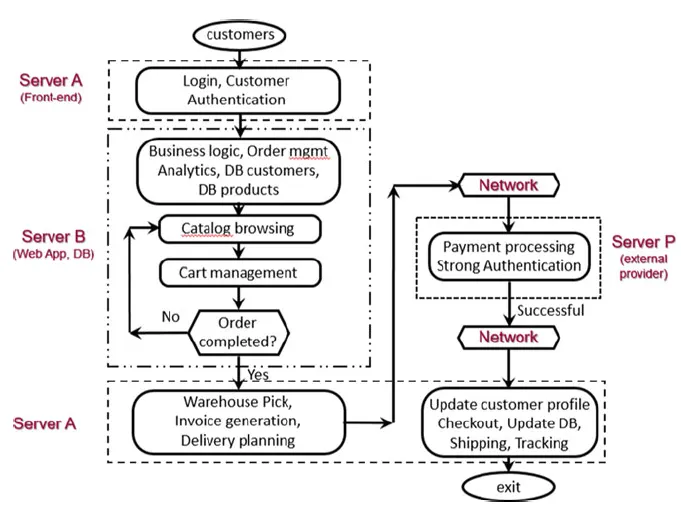 customers
Server A
(Front-end)
Login, Customer
Authentication
Server B
(Web App, DB)
Business logic, Order mgmt
Analytics, DB customers,
DB products
Catalog browsing
Cart management
No
Order
completed?
Yes
Server A
Warehouse Pick,
Invoice generation,
Delivery planning
Network
Payment processing
Strong Authentication
Server P
(external
provider)
Successful
Network
Update customer profile
Checkout, Update DB,
Shipping, Tracking
exit